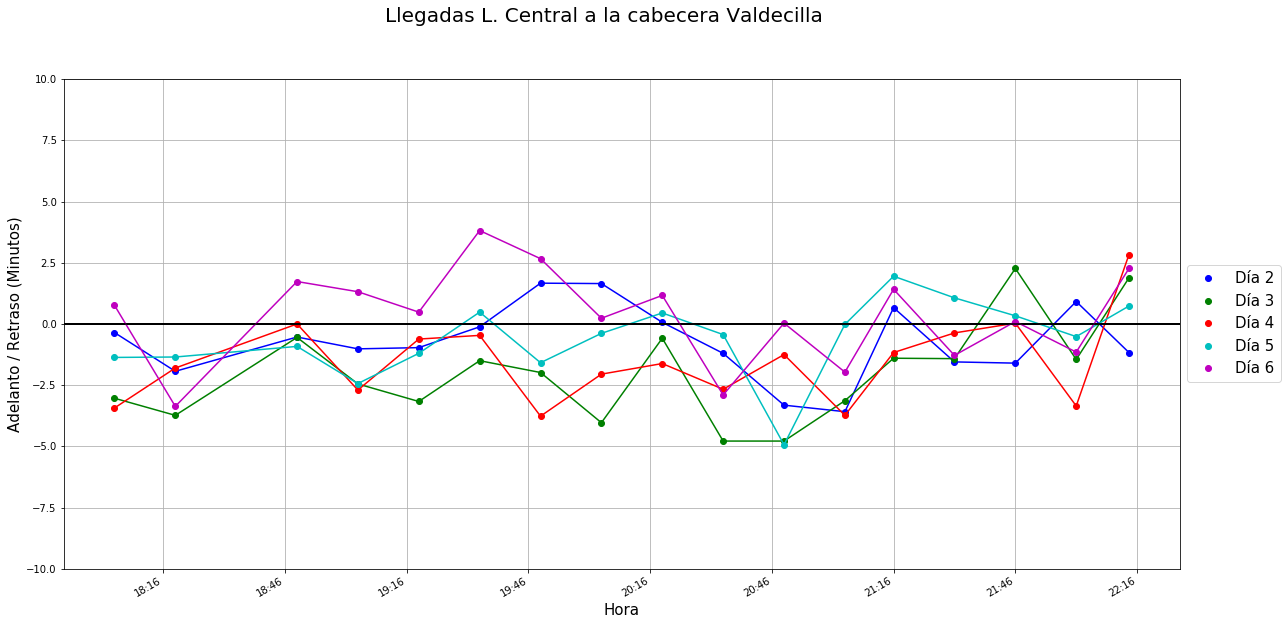 Llegadas L. Central a la cabecera Valdecilla
Adelanto / Retraso (Minutos)
10.0
7.5
5.0
2.5
0.0
−2.5
−5.0
−7.5
−10.0
18:16
18:46
19:16
19:46
20:16
20:46
21:16
21:46
22:16
Hora
Día 2
Día 3
Día 4
Día 5
Día 6